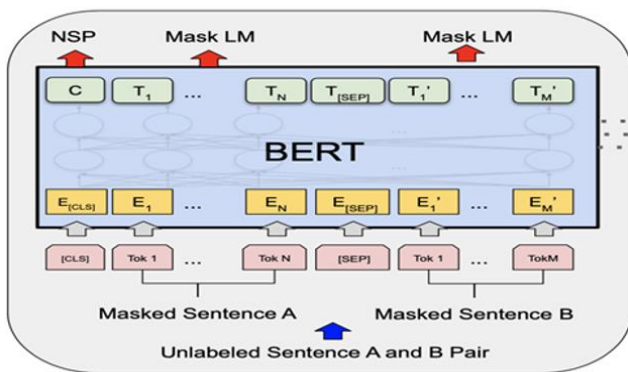 NSP Mask LM Mask LM
C T1 ... TN T[SEP] T1' ... TM'
...
...
BERT
E[CLS] E1 ... EN E[SEP] E1' ... EM'
[CLS] Tok 1 ... Tok N [SEP] Tok 1 ... TokM
Masked Sentence A Masked Sentence B
Unlabeled Sentence A and B Pair